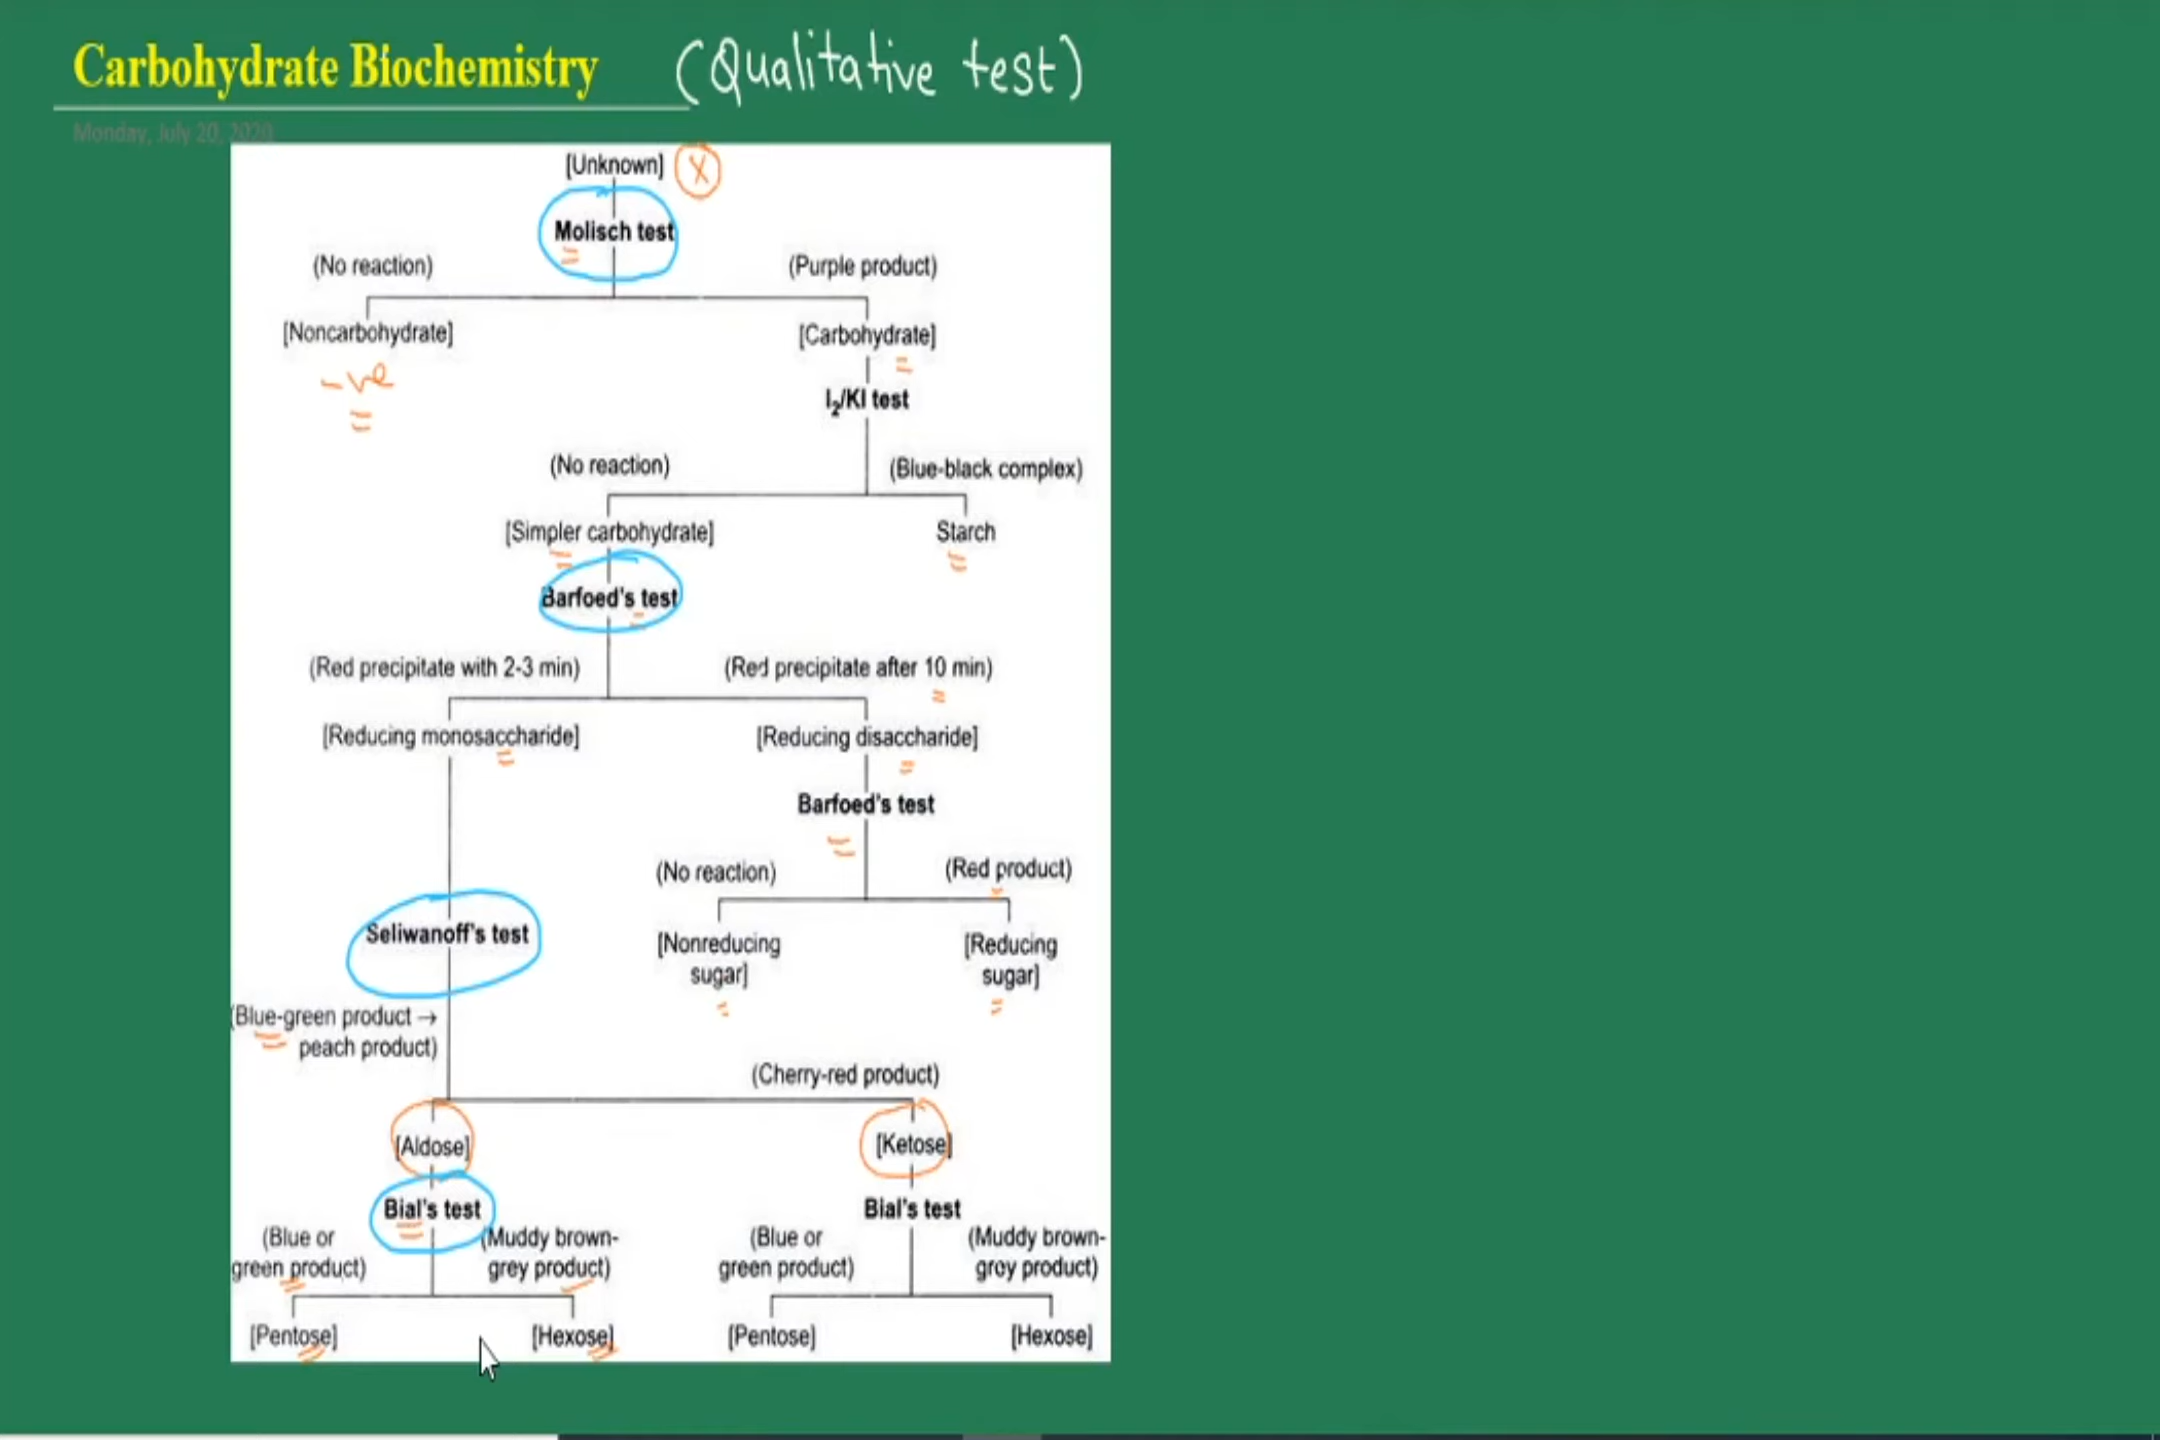 Carbohydrate Biochemistry (Qualitative test)
Monday, July 20, 2020
[Unknown] X
Molisch test
(No reaction) (Purple product)
[Noncarbohydrate] [Carbohydrate]
-ve
I₂/KI test
(No reaction) (Blue-black complex)
[Simpler carbohydrate] Starch
Barfoed's test
(Red precipitate with 2-3 min) (Red precipitate after 10 min)
[Reducing monosaccharide] [Reducing disaccharide]
Barfoed's test
(No reaction) (Red product)
Seliwanoff's test
[Nonreducing [Reducing
sugar] sugar]
(Blue-green product →
peach product)
(Cherry-red product)
[Aldose] [Ketose]
Bial's test Bial's test
(Blue or (Muddy brown- (Blue or (Muddy brown-
green product) grey product) green product) grey product)
[Pentose] [Hexose] [Pentose] [Hexose]